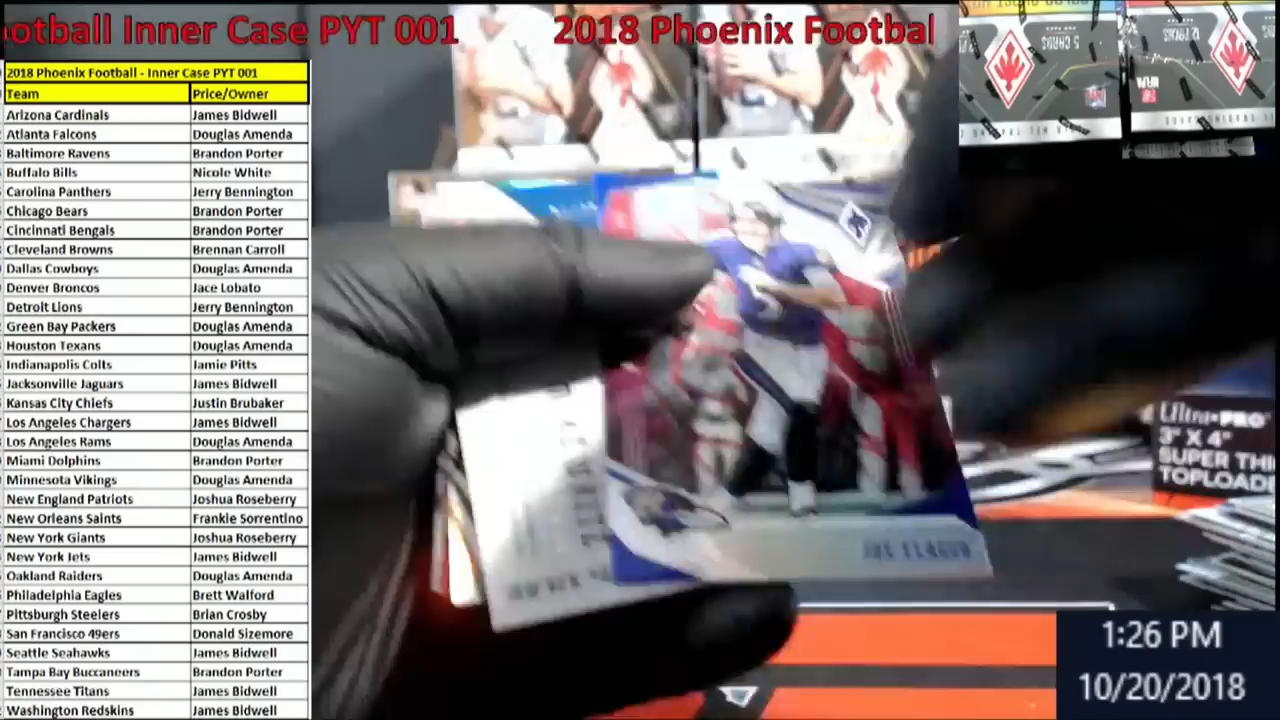 otball Inner Case PYT 001 2018 Phoenix Footbal
2018 Phoenix Football - Inner Case PYT 001
Team Price/Owner
Arizona Cardinals James Bidwell
Atlanta Falcons Douglas Amenda
Baltimore Ravens Brandon Porter
Buffalo Bills Nicole White
Carolina Panthers Jerry Bennington
Chicago Bears Brandon Porter
Cincinnati Bengals Brandon Porter
Cleveland Browns Brennan Carroll
Dallas Cowboys Douglas Amenda
Denver Broncos Jace Lobato
Detroit Lions Jerry Bennington
Green Bay Packers Douglas Amenda
Houston Texans Douglas Amenda
Indianapolis Colts Jamie Pitts
Jacksonville Jaguars James Bidwell
Kansas City Chiefs Justin Brubaker
Los Angeles Chargers James Bidwell
Los Angeles Rams Douglas Amenda
Miami Dolphins Brandon Porter
Minnesota Vikings Douglas Amenda
New England Patriots Joshua Roseberry
New Orleans Saints Frankie Sorrentino
New York Giants Joshua Roseberry
New York Jets James Bidwell
Oakland Raiders Douglas Amenda
Philadelphia Eagles Brett Walford
Pittsburgh Steelers Brian Crosby
San Francisco 49ers Donald Sizemore
Seattle Seahawks James Bidwell
Tampa Bay Buccaneers Brandon Porter
Tennessee Titans James Bidwell
Washington Redskins James Bidwell
5 CARDS
12 PACKS
JOE FLACCO
Ultra•PRO
3" X 4"
SUPER THI
TOPLOADE
1:26 PM
10/20/2018